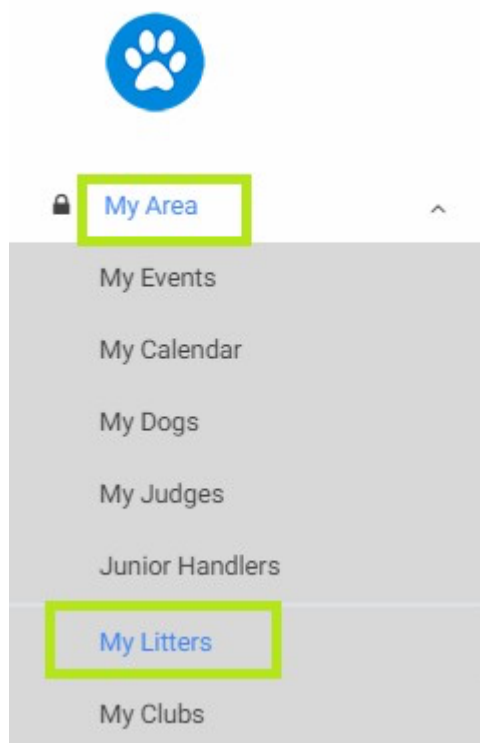 My Area
My Events
My Calendar
My Dogs
My Judges
Junior Handlers
My Litters
My Clubs